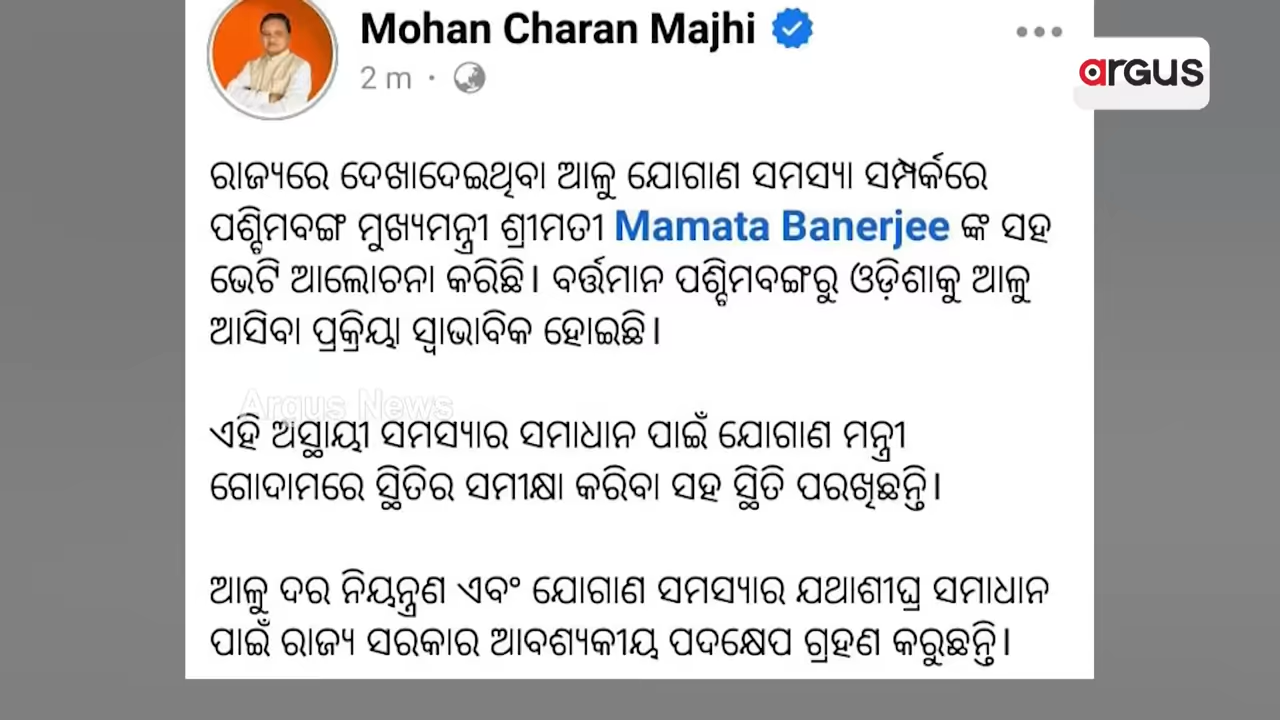 Mohan Charan Majhi
2 m ·
argus
ରାଜ୍ୟରେ ଦେଖାଦେଇଥିବା ଆଳୁ ଯୋଗାଣ ସମସ୍ୟା ସମ୍ପର୍କରେ
ପଶ୍ଚିମବଙ୍ଗ ମୁଖ୍ୟମନ୍ତ୍ରୀ ଶ୍ରୀମତୀ Mamata Banerjee ଙ୍କ ସହ
ଭେଟି ଆଲୋଚନା କରିଛି। ବର୍ତ୍ତମାନ ପଶ୍ଚିମବଙ୍ଗରୁ ଓଡ଼ିଶାକୁ ଆଳୁ
ଆସିବା ପ୍ରକ୍ରିୟା ସ୍ୱାଭାବିକ ହୋଇଛି।
Argus News
ଏହି ଅସ୍ଥାୟୀ ସମସ୍ୟାର ସମାଧାନ ପାଇଁ ଯୋଗାଣ ମନ୍ତ୍ରୀ
ଗୋଦାମରେ ସ୍ଥିତିର ସମୀକ୍ଷା କରିବା ସହ ସ୍ଥିତି ପରଖିଛନ୍ତି।
ଆଳୁ ଦର ନିୟନ୍ତ୍ରଣ ଏବଂ ଯୋଗାଣ ସମସ୍ୟାର ଯଥାଶୀଘ୍ର ସମାଧାନ
ପାଇଁ ରାଜ୍ୟ ସରକାର ଆବଶ୍ୟକୀୟ ପଦକ୍ଷେପ ଗ୍ରହଣ କରୁଛନ୍ତି।